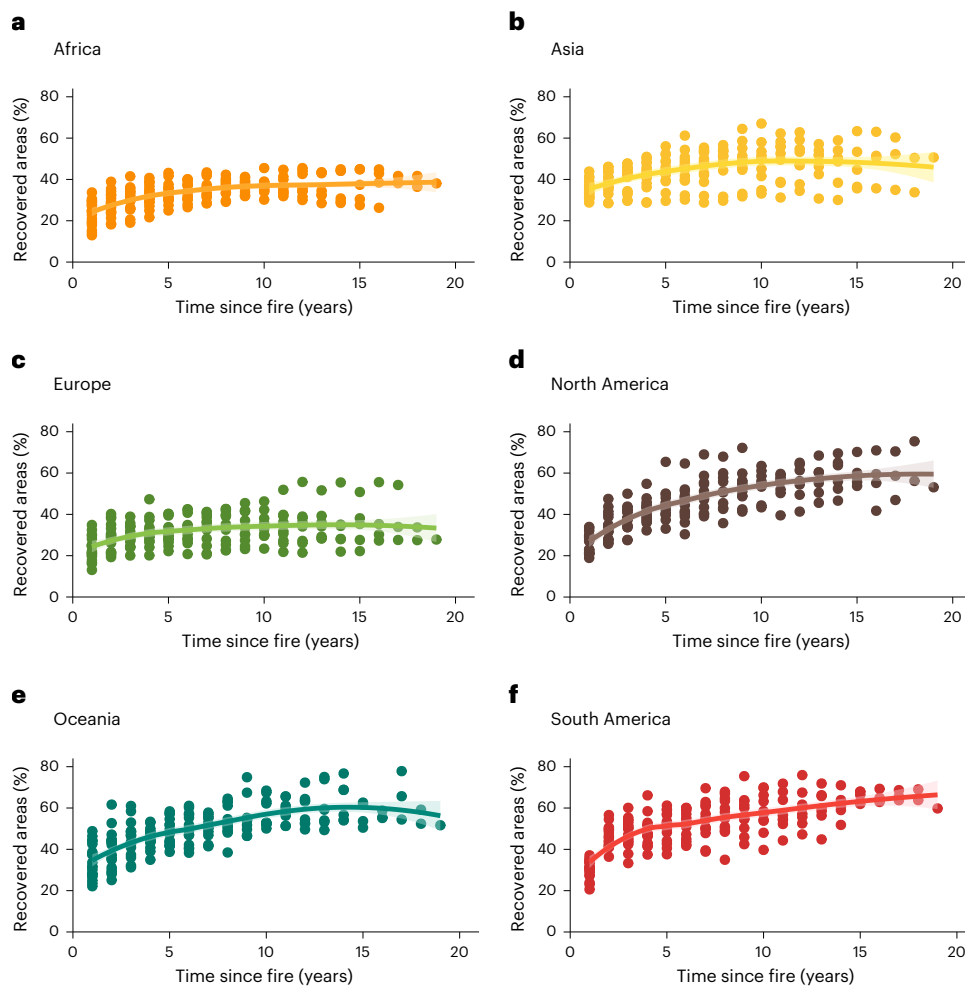 a
Africa
Recovered areas (%)
80
60
40
20
0
0 5 10 15 20
Time since fire (years)
b
Asia
Recovered areas (%)
80
60
40
20
0
0 5 10 15 20
Time since fire (years)
c
Europe
Recovered areas (%)
80
60
40
20
0
0 5 10 15 20
Time since fire (years)
d
North America
Recovered areas (%)
80
60
40
20
0
0 5 10 15 20
Time since fire (years)
e
Oceania
Recovered areas (%)
80
60
40
20
0
0 5 10 15 20
Time since fire (years)
f
South America
Recovered areas (%)
80
60
40
20
0
0 5 10 15 20
Time since fire (years)